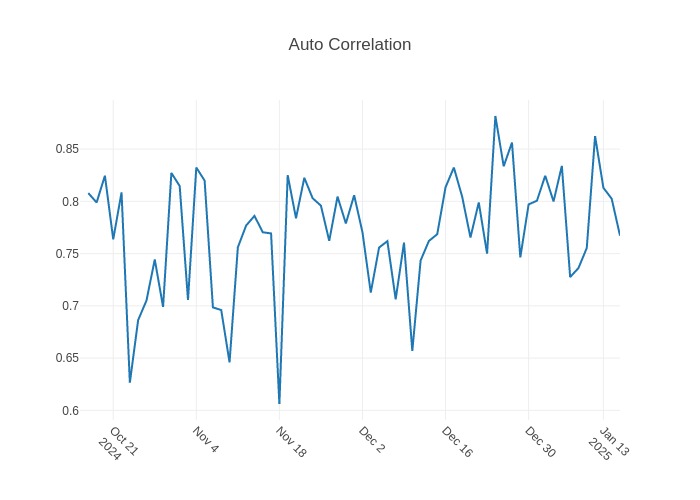 Auto Correlation
0.85
0.8
0.75
0.7
0.65
0.6
Oct 21
2024
Nov 4
Nov 18
Dec 2
Dec 16
Dec 30
Jan 13
2025